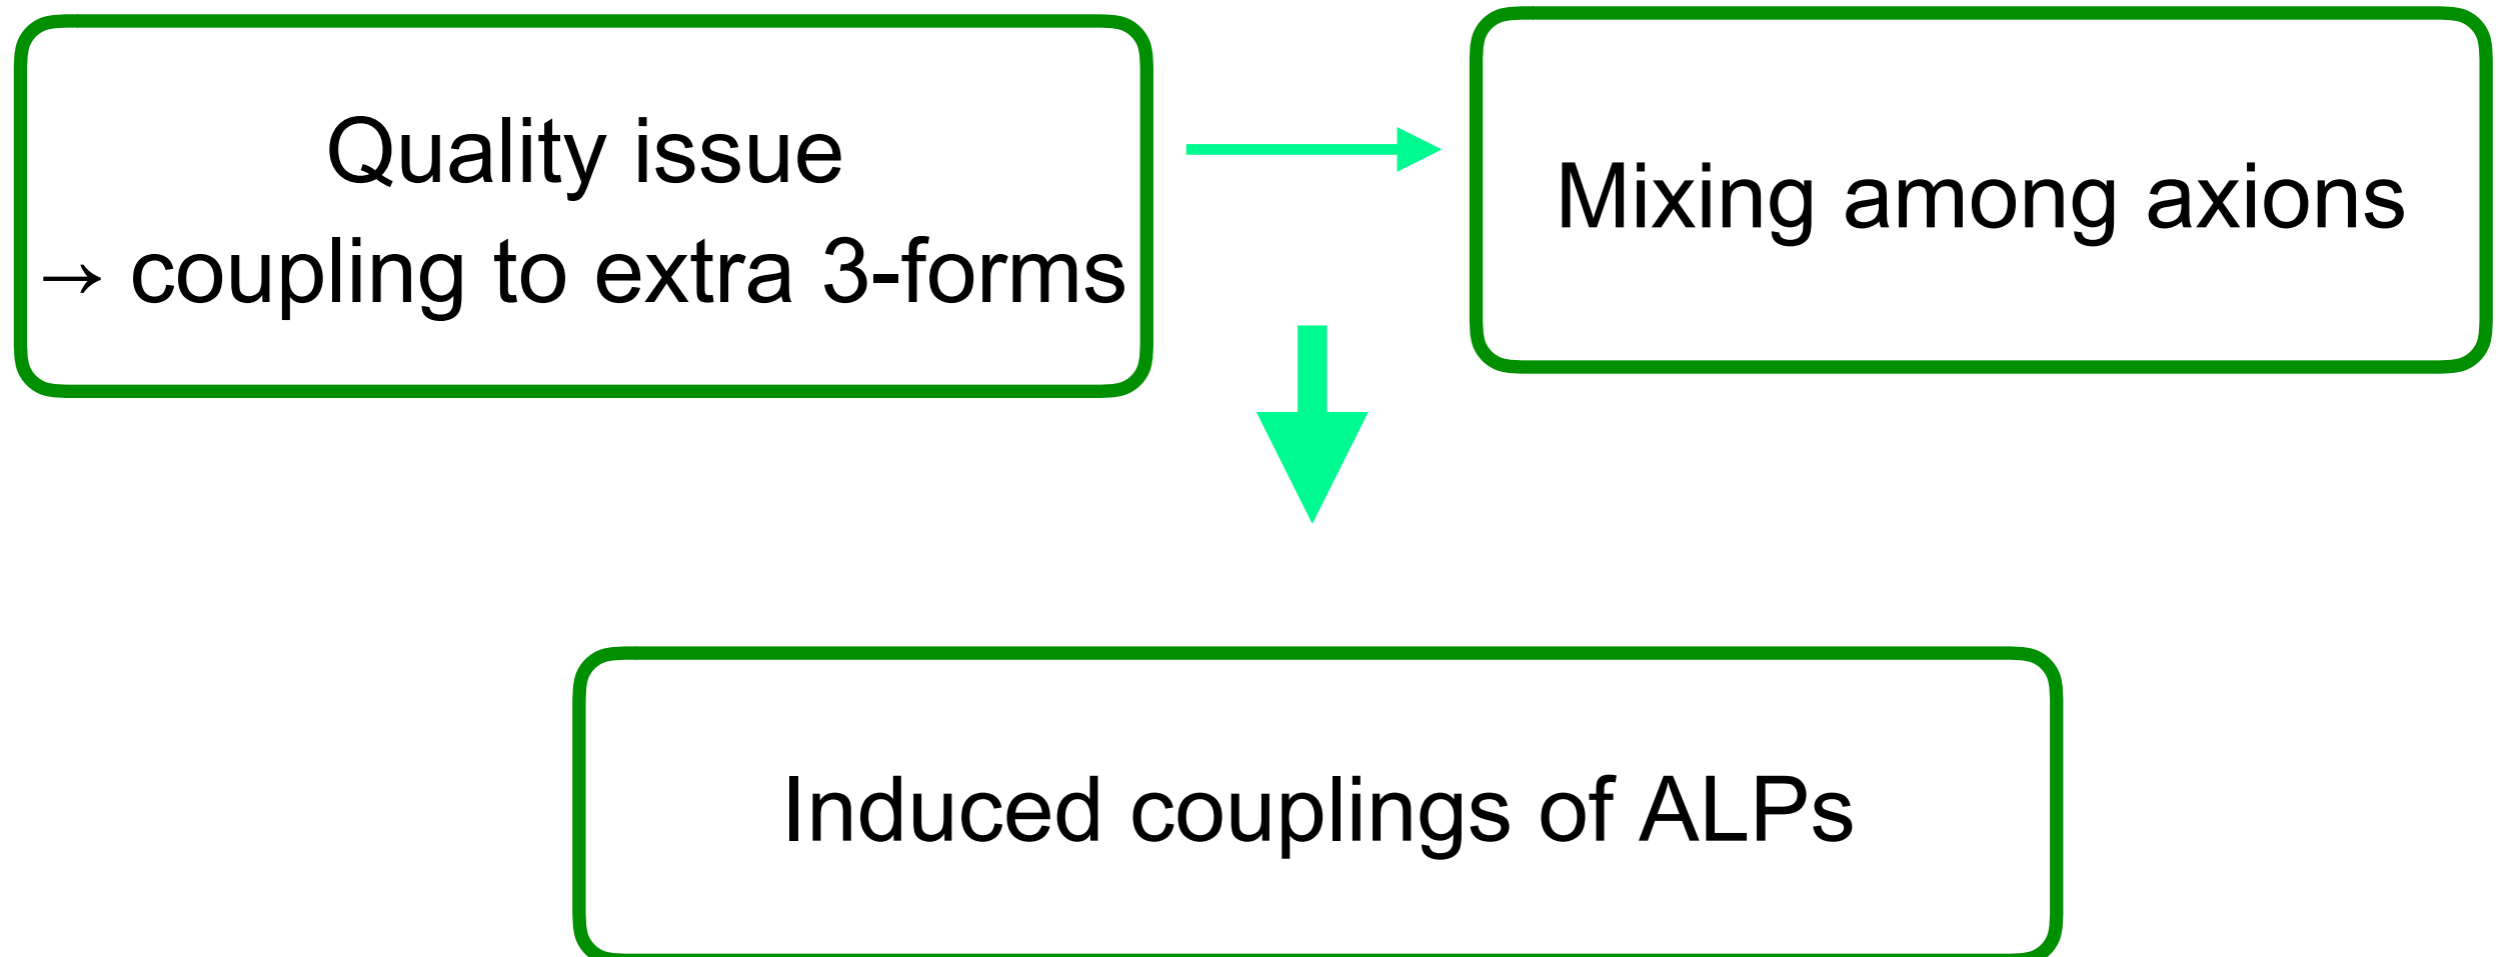 Quality issue
→ coupling to extra 3-forms
Mixing among axions
Induced couplings of ALPs